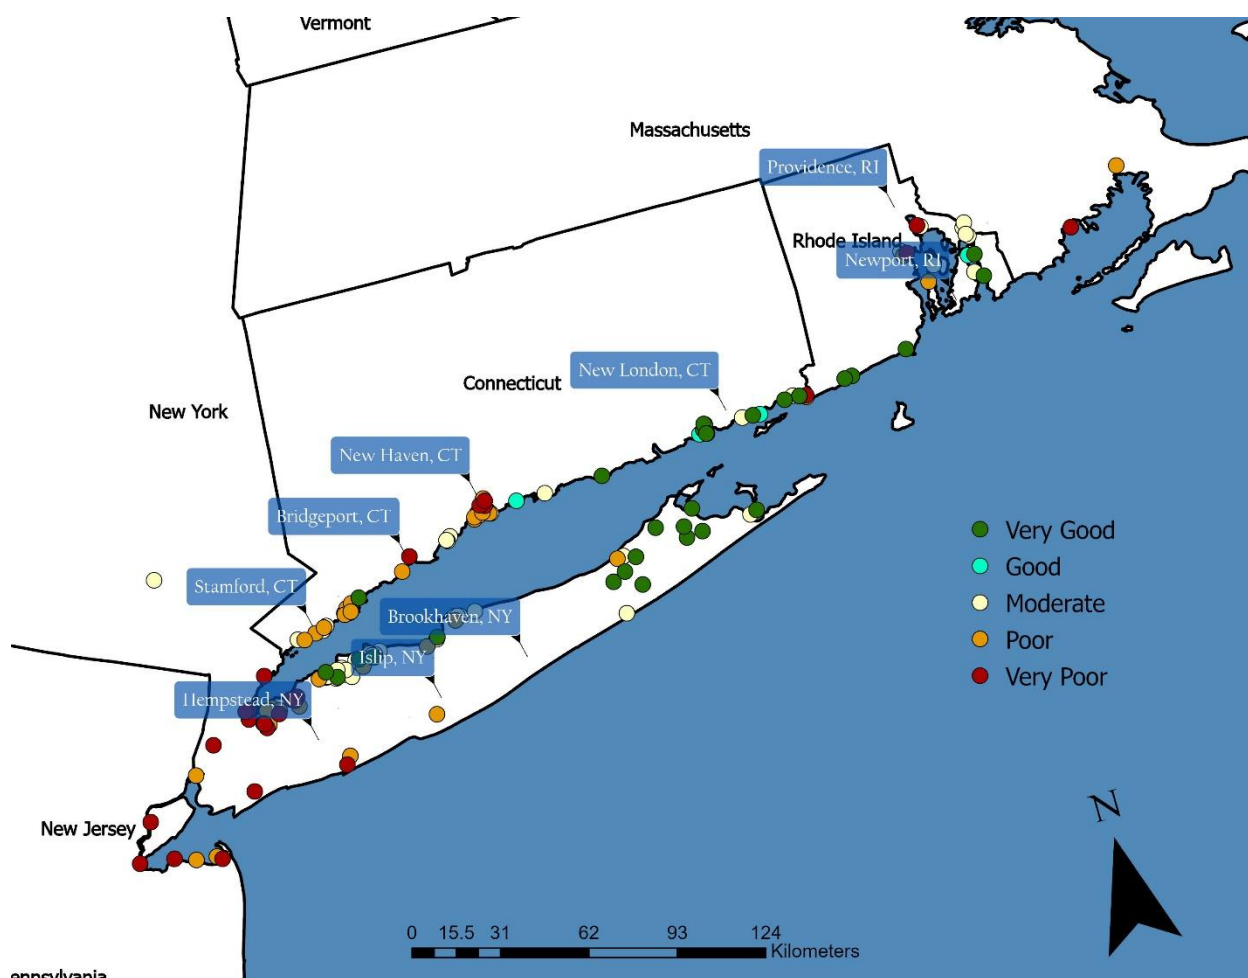 Vermont
Massachusetts
Providence, RI
Rhode Island
Newport, RI
New London, CT
Connecticut
New York
New Haven, CT
Bridgeport, CT
Stamford, CT
Brookhaven, NY
Islip, NY
Hempstead, NY
Very Good
Good
Moderate
Poor
Very Poor
New Jersey
N
0 15.5 31 62 93 124
Kilometers
ennsylvania